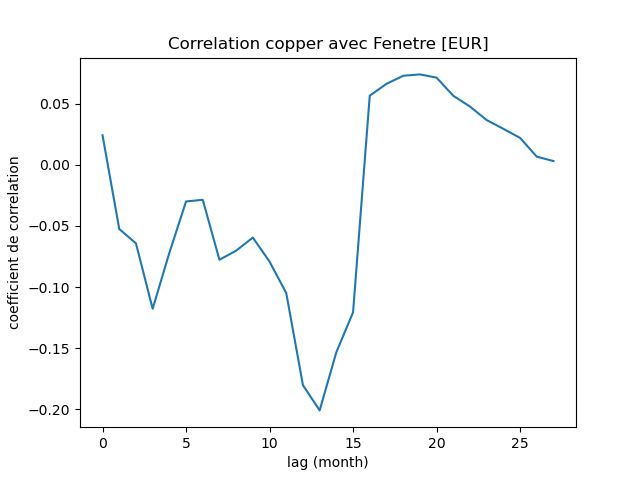 Correlation copper avec Fenetre [EUR]
coefficient de correlation
0.05
0.00
−0.05
−0.10
−0.15
−0.20
0 5 10 15 20 25
lag (month)